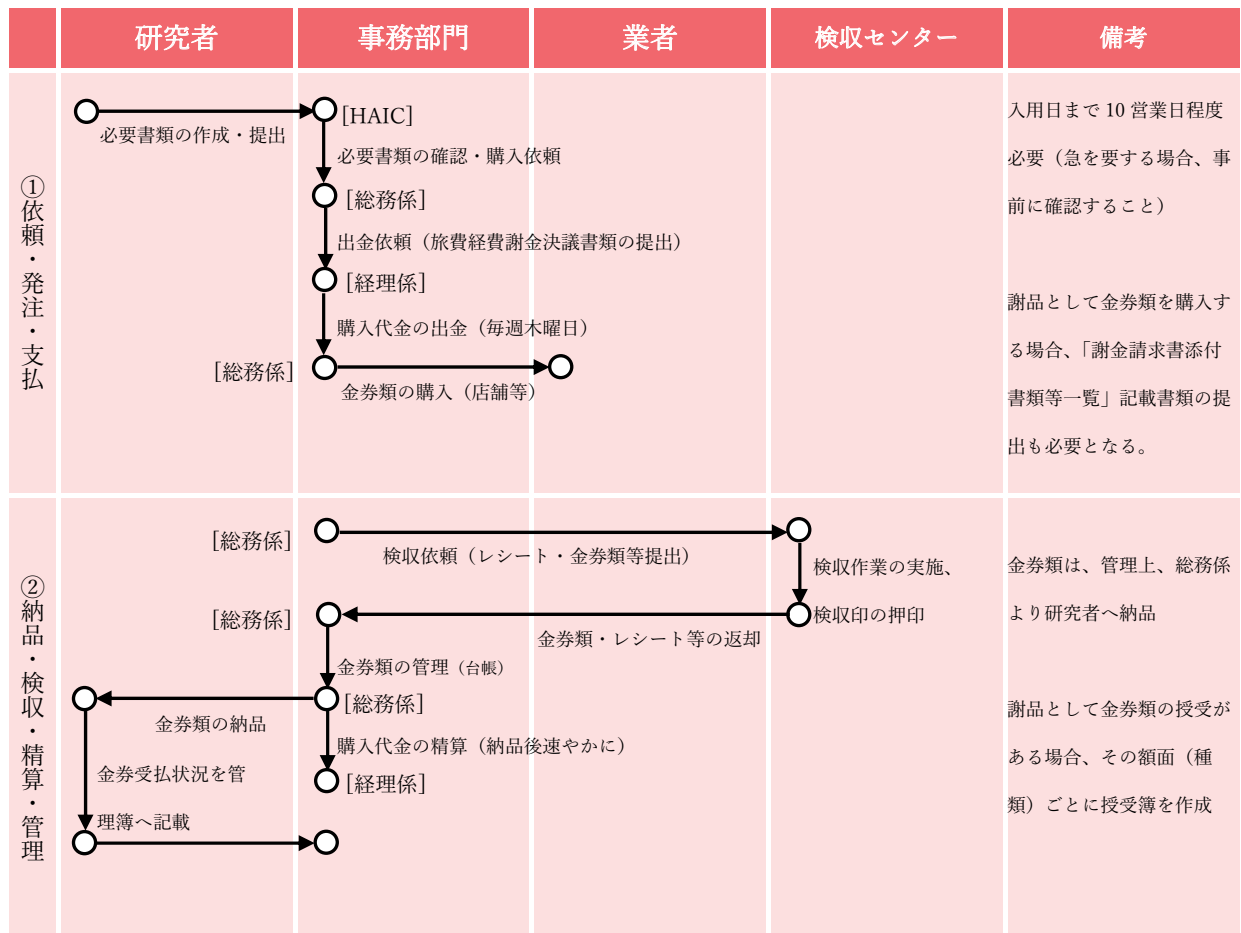 研究者
事務部門
業者
検収センター
備考
①依頼・発注・支払
必要書類の作成・提出
[HAIC]
必要書類の確認・購入依頼
[総務係]
出金依頼（旅費経費謝金決議書類の提出）
[経理係]
購入代金の出金（毎週木曜日）
[総務係]
金券類の購入（店舗等）
入用日まで 10 営業日程度
必要（急を要する場合、事
前に確認すること）
謝品として金券類を購入す
る場合、「謝金請求書添付
書類等一覧」記載書類の提
出も必要となる。
②納品・検収・精算・管理
[総務係]
検収依頼（レシート・金券類等提出）
検収作業の実施、
検収印の押印
[総務係]
金券類・レシート等の返却
金券類の管理（台帳）
[総務係]
金券類の納品
購入代金の精算（納品後速やかに）
[経理係]
金券受払状況を管
理簿へ記載
金券類は、管理上、総務係
より研究者へ納品
謝品として金券類の授受が
ある場合、その額面（種
類）ごとに授受簿を作成